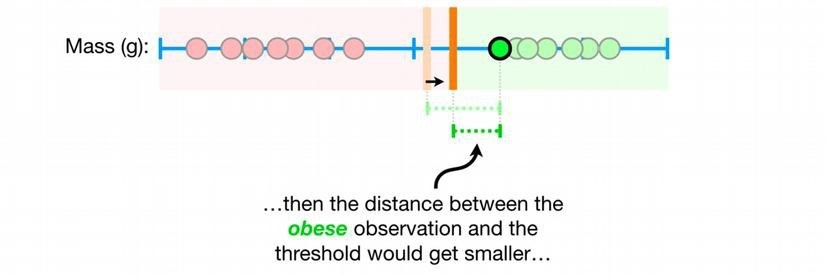 Mass (g):
…then the distance between the
obese observation and the
threshold would get smaller…